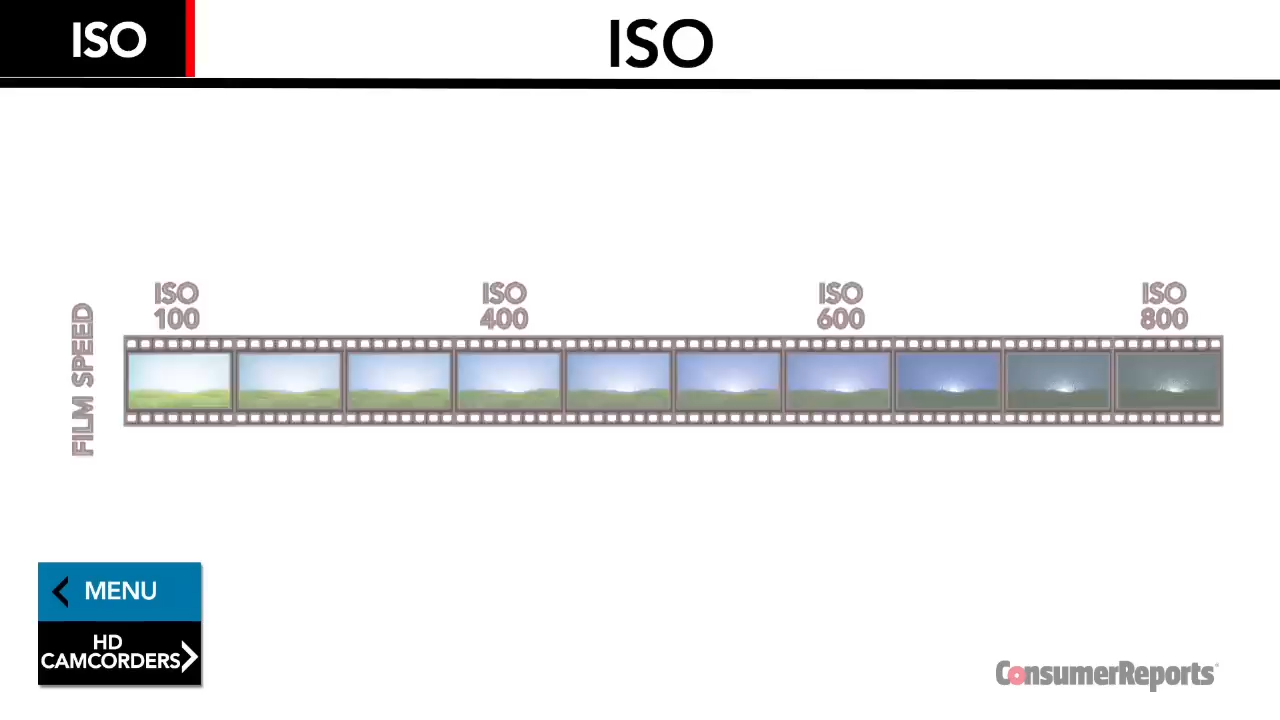 ISO
ISO
ISO
100
ISO
400
ISO
600
ISO
800
FILM SPEED
MENU
HD
CAMCORDERS
ConsumerReports